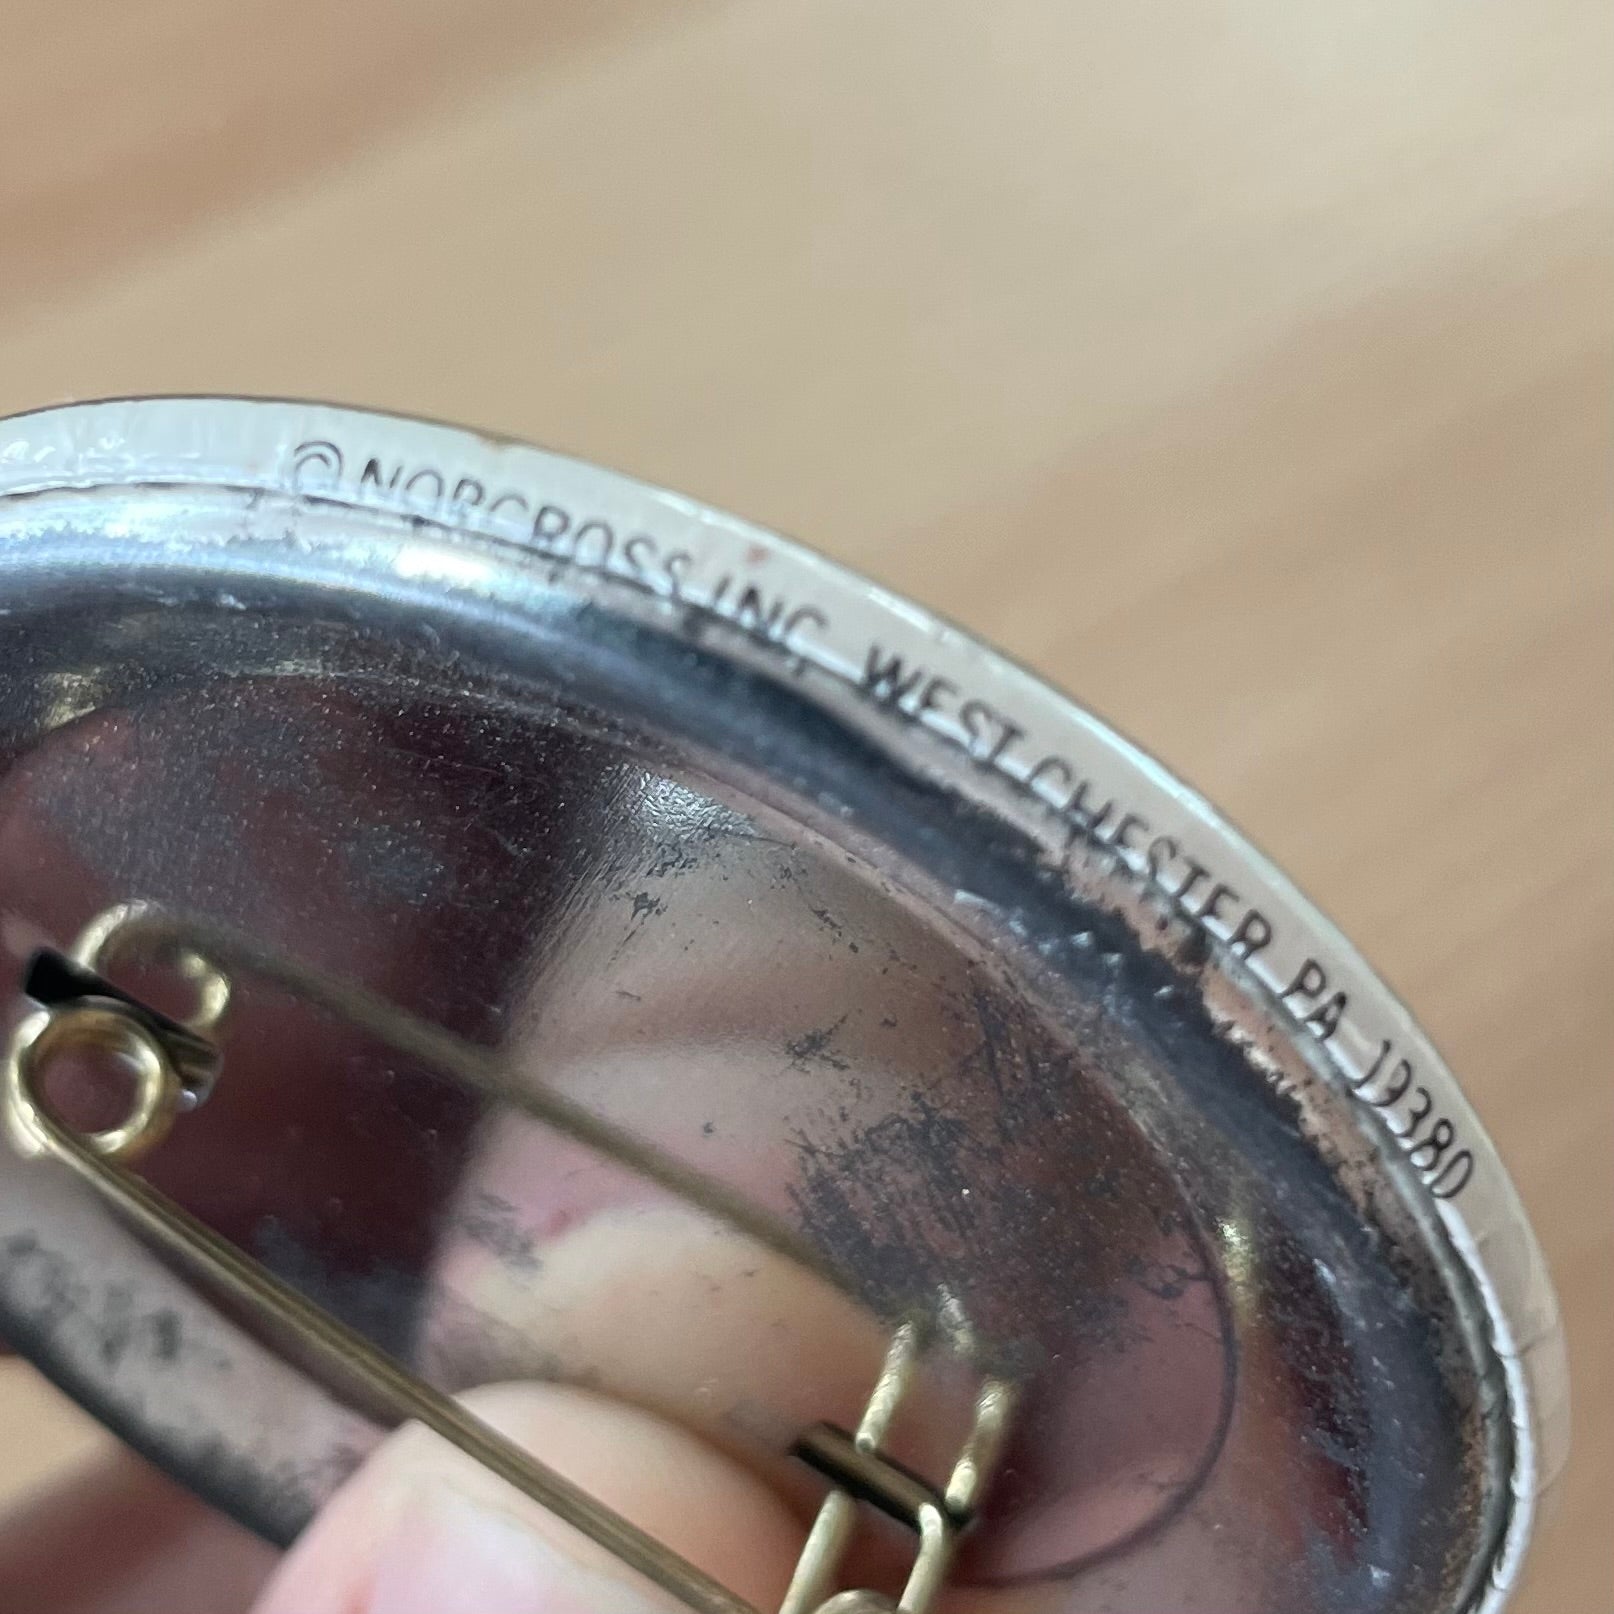 © NORCROSS INC, WEST CHESTER PA 19380